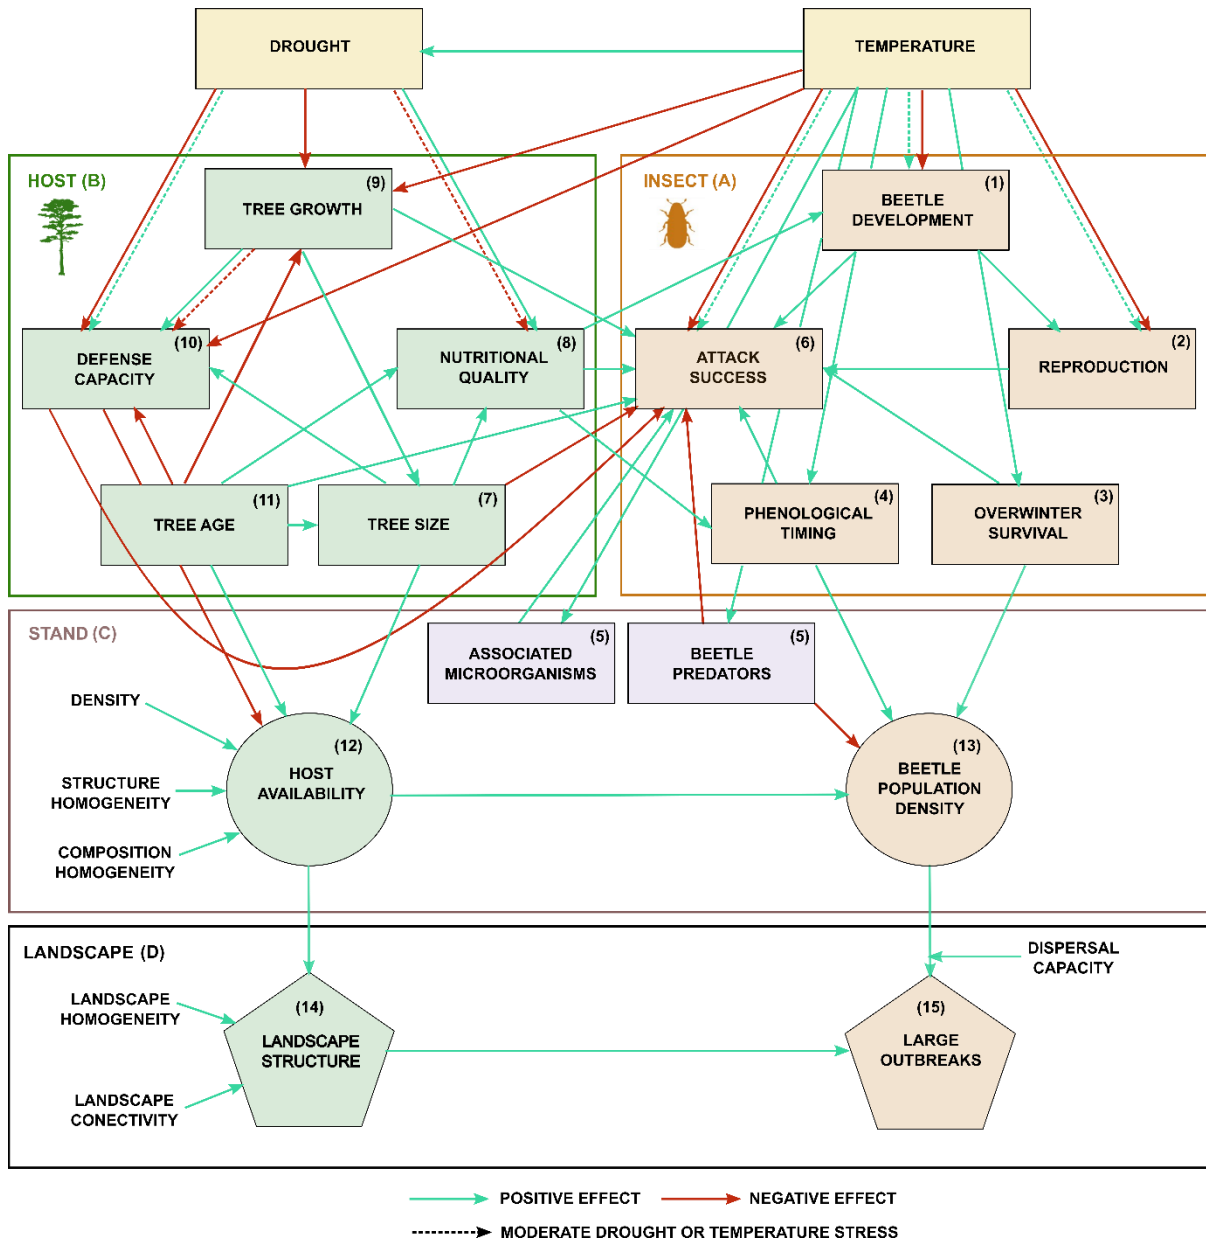 DROUGHT
TEMPERATURE
HOST (B)
(9)
TREE GROWTH
INSECT (A)
(1)
BEETLE
DEVELOPMENT
(10)
DEFENSE
CAPACITY
(8)
NUTRITIONAL
QUALITY
(6)
ATTACK
SUCCESS
(2)
REPRODUCTION
(11)
TREE AGE
(7)
TREE SIZE
(4)
PHENOLOGICAL
TIMING
(3)
OVERWINTER
SURVIVAL
STAND (C)
(5)
ASSOCIATED
MICROORGANISMS
(5)
BEETLE
PREDATORS
DENSITY
STRUCTURE
HOMOGENEITY
COMPOSITION
HOMOGENEITY
(12)
HOST
AVAILABILITY
(13)
BEETLE
POPULATION
DENSITY
LANDSCAPE (D)
DISPERSAL
CAPACITY
LANDSCAPE
HOMOGENEITY
LANDSCAPE
CONECTIVITY
(14)
LANDSCAPE
STRUCTURE
(15)
LARGE
OUTBREAKS
POSITIVE EFFECT
NEGATIVE EFFECT
MODERATE DROUGHT OR TEMPERATURE STRESS